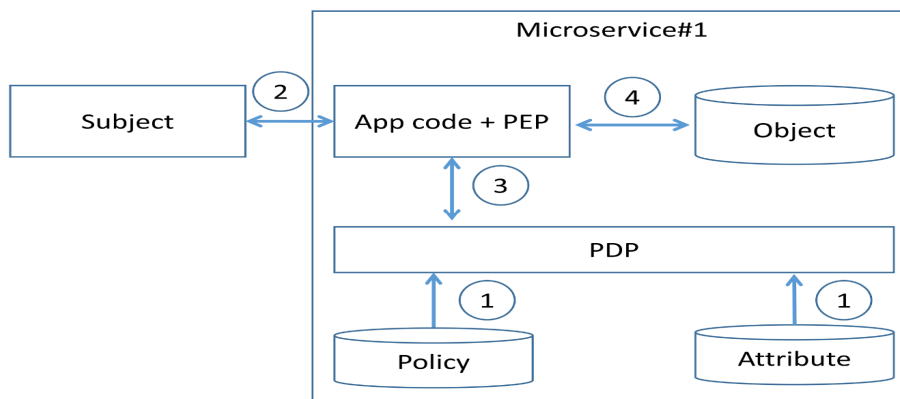 Microservice#1
Subject
2
App code + PEP
4
Object
3
PDP
1
1
Policy
Attribute